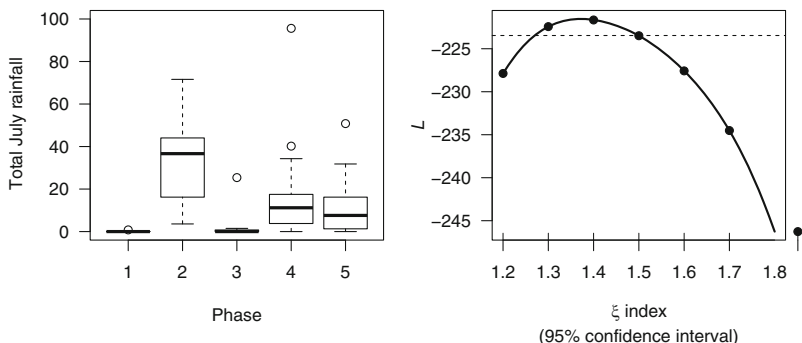 Total July rainfall
100
80
60
40
20
0
1 2 3 4 5
Phase
L
−225
−230
−235
−240
−245
1.2 1.3 1.4 1.5 1.6 1.7 1.8
ξ index
(95% confidence interval)